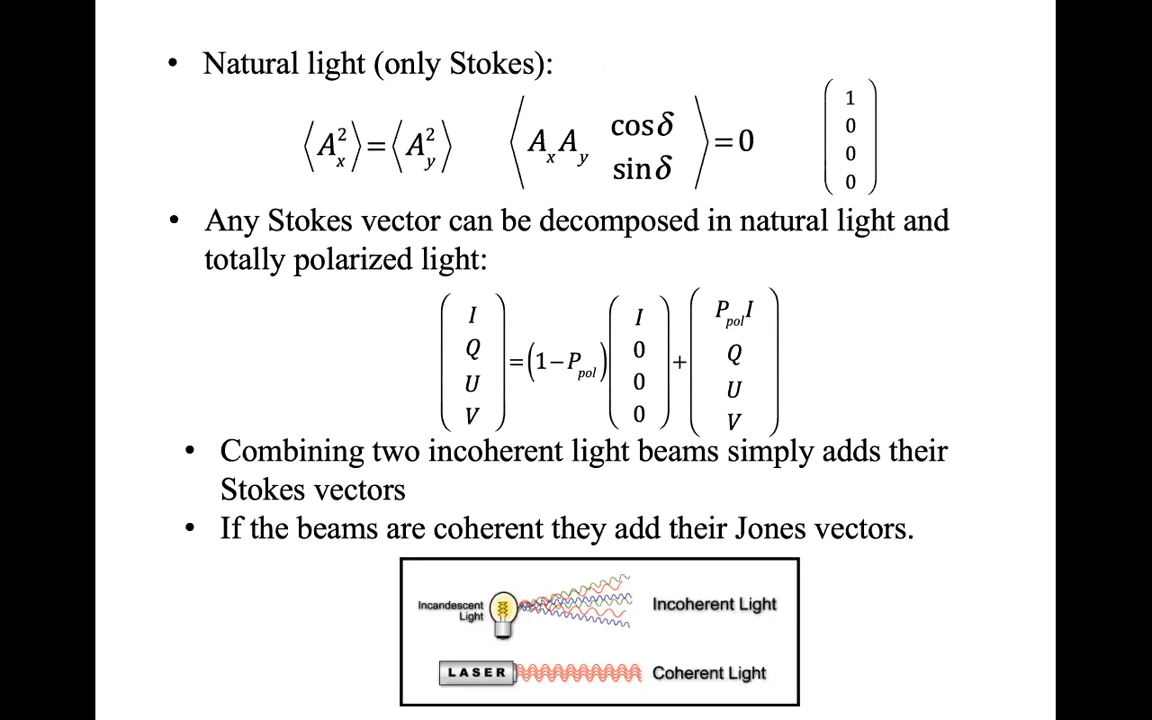 • Natural light (only Stokes):
⟨A_x^2⟩=⟨A_y^2⟩ ⟨A_x A_y cosδ sinδ⟩=0 (1 0 0 0)
• Any Stokes vector can be decomposed in natural light and
totally polarized light:
(I Q U V)=(1−P_pol)(I 0 0 0)+(P_pol I Q U V)
• Combining two incoherent light beams simply adds their
Stokes vectors
• If the beams are coherent they add their Jones vectors.
Incandescent
Light
Incoherent Light
LASER
Coherent Light